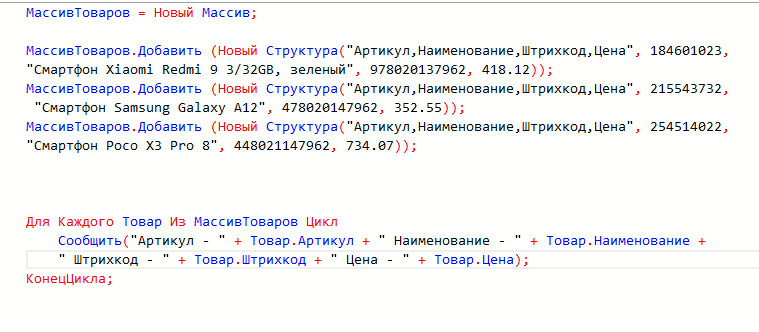 МассивТоваров = Новый Массив;
МассивТоваров.Добавить (Новый Структура("Артикул,Наименование,Штрихкод,Цена", 184601023,
"Смартфон Xiaomi Redmi 9 3/32GB, зеленый", 978020137962, 418.12));
МассивТоваров.Добавить (Новый Структура("Артикул,Наименование,Штрихкод,Цена", 215543732,
"Смартфон Samsung Galaxy A12", 478020147962, 352.55));
МассивТоваров.Добавить (Новый Структура("Артикул,Наименование,Штрихкод,Цена", 254514022,
"Смартфон Poco X3 Pro 8", 448021147962, 734.07));
Для Каждого Товар Из МассивТоваров Цикл
Сообщить("Артикул - " + Товар.Артикул + " Наименование - " + Товар.Наименование +
" Штрихкод - " + Товар.Штрихкод + " Цена - " + Товар.Цена);
КонецЦикла;